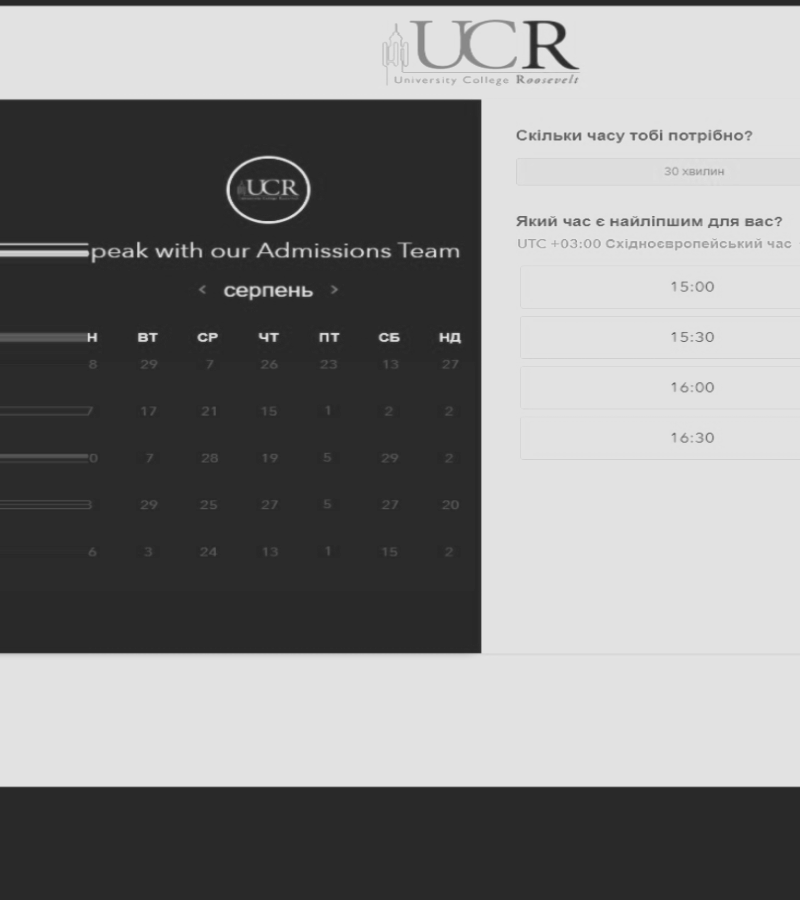 UCR
University College Roosevelt
UCR
peak with our Admissions Team
< серпень >
Н ВТ СР ЧТ ПТ СБ НД
8 29 7 26 23 13 27
7 17 21 15 1 2 2
0 7 28 19 5 29 2
29 25 27 5 27 20
6 3 24 13 1 15 2
Скільки часу тобі потрібно?
30 хвилин
Який час є найліпшим для вас?
UTC +03:00 Східноєвропейський час
15:00
15:30
16:00
16:30